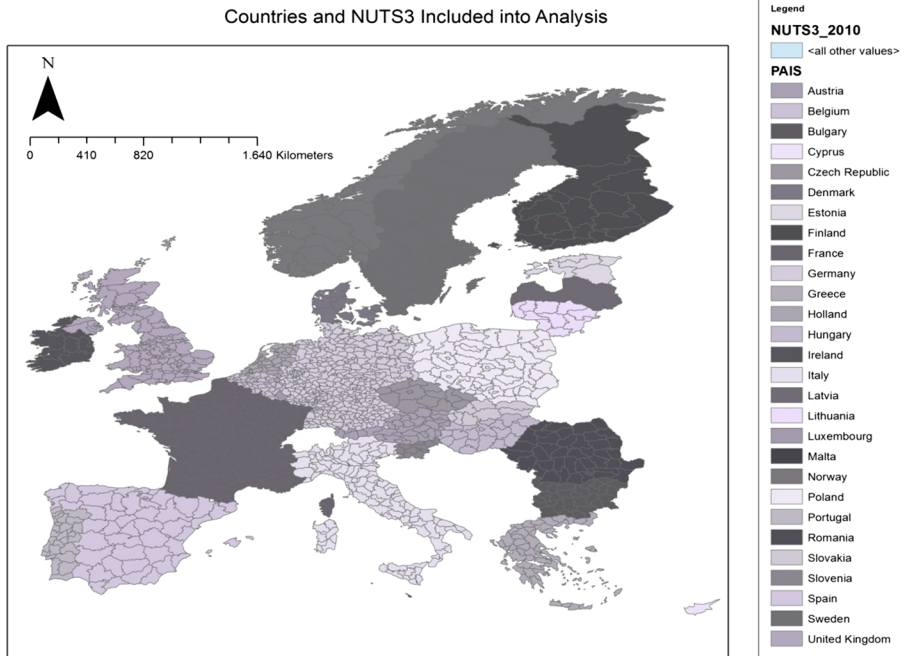 Countries and NUTS3 Included into Analysis
N
0 410 820 1.640 Kilometers
Legend
NUTS3_2010
<all other values>
PAIS
Austria
Belgium
Bulgary
Cyprus
Czech Republic
Denmark
Estonia
Finland
France
Germany
Greece
Holland
Hungary
Ireland
Italy
Latvia
Lithuania
Luxembourg
Malta
Norway
Poland
Portugal
Romania
Slovakia
Slovenia
Spain
Sweden
United Kingdom